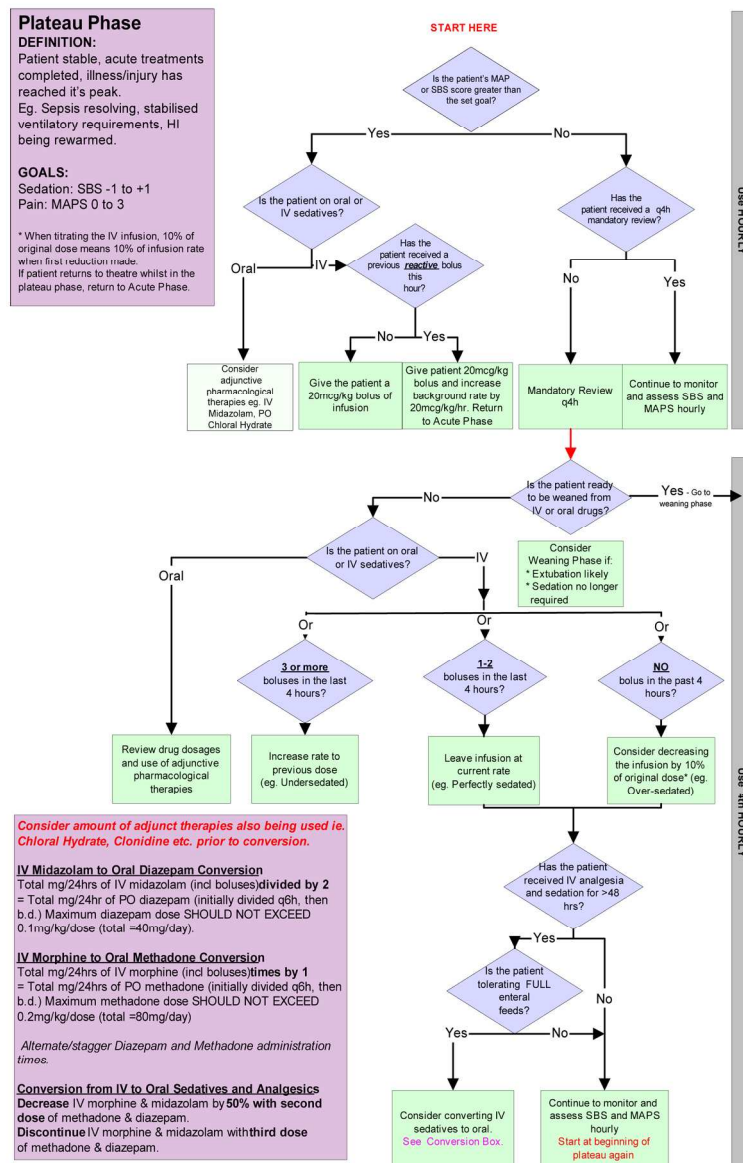 Plateau Phase
DEFINITION:
Patient stable, acute treatments
completed, illness/injury has
reached it's peak.
Eg. Sepsis resolving, stabilised
ventilatory requirements, HI
being rewarmed.
GOALS:
Sedation: SBS -1 to +1
Pain: MAPS 0 to 3
* When titrating the IV infusion, 10% of
original dose means 10% of infusion rate
when first reduction made.
If patient returns to theatre whilst in the
plateau phase, return to Acute Phase.
START HERE
Is the patient's MAP
or SBS score greater than
the set goal?
Yes
No
Is the patient on oral or
IV sedatives?
Has the
patient received a q4h
mandatory review?
Oral
IV
Has the
patient received a
previous reactive bolus
this
hour?
No
Yes
No
Yes
Consider
adjunctive
pharmacological
therapies eg. IV
Midazolam, PO
Chloral Hydrate
Give the patient a
20mcg/kg bolus of
infusion
Give patient 20mcg/kg
bolus and increase
background rate by
20mcg/kg/hr. Return
to Acute Phase
Mandatory Review
q4h
Continue to monitor
and assess SBS and
MAPS hourly
Use HOURLY
Is the patient ready
to be weaned from
IV or oral drugs?
Yes - Go to
weaning phase
No
Is the patient on oral
or IV sedatives?
Oral
IV
Consider
Weaning Phase if:
* Extubation likely
* Sedation no longer
required
Or
Or
Or
3 or more
boluses in the last
4 hours?
1-2
boluses in the last
4 hours?
NO
bolus in the past 4
hours?
Review drug dosages
and use of adjunctive
pharmacological
therapies
Increase rate to
previous dose
(eg. Undersedated)
Leave infusion at
current rate
(eg. Perfectly sedated)
Consider decreasing
the infusion by 10%
of original dose* (eg.
Over-sedated)
Use 4th HOURLY
Consider amount of adjunct therapies also being used ie.
Chloral Hydrate, Clonidine etc. prior to conversion.
IV Midazolam to Oral Diazepam Conversion
Total mg/24hrs of IV midazolam (incl boluses) divided by 2
= Total mg/24hr of PO diazepam (initially divided q6h, then
b.d.) Maximum diazepam dose SHOULD NOT EXCEED
0.1mg/kg/dose (total =40mg/day).
IV Morphine to Oral Methadone Conversion
Total mg/24hrs of IV morphine (incl boluses) times by 1
= Total mg/24hrs of PO methadone (initially divided q6h, then
b.d.) Maximum methadone dose SHOULD NOT EXCEED
0.2mg/kg/dose (total =80mg/day)
Alternate/stagger Diazepam and Methadone administration
times.
Conversion from IV to Oral Sedatives and Analgesics
Decrease IV morphine & midazolam by 50% with second
dose of methadone & diazepam.
Discontinue IV morphine & midazolam with third dose
of methadone & diazepam.
Has the patient
received IV analgesia
and sedation for >48
hrs?
Yes
No
Is the patient
tolerating FULL
enteral
feeds?
Yes
No
Consider converting IV
sedatives to oral.
See Conversion Box.
Continue to monitor and
assess SBS and MAPS
hourly
Start at beginning of
plateau again